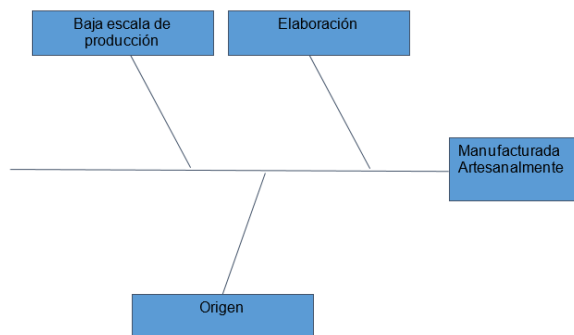 Baja escala de
producción
Elaboración
Manufacturada
Artesanalmente
Origen